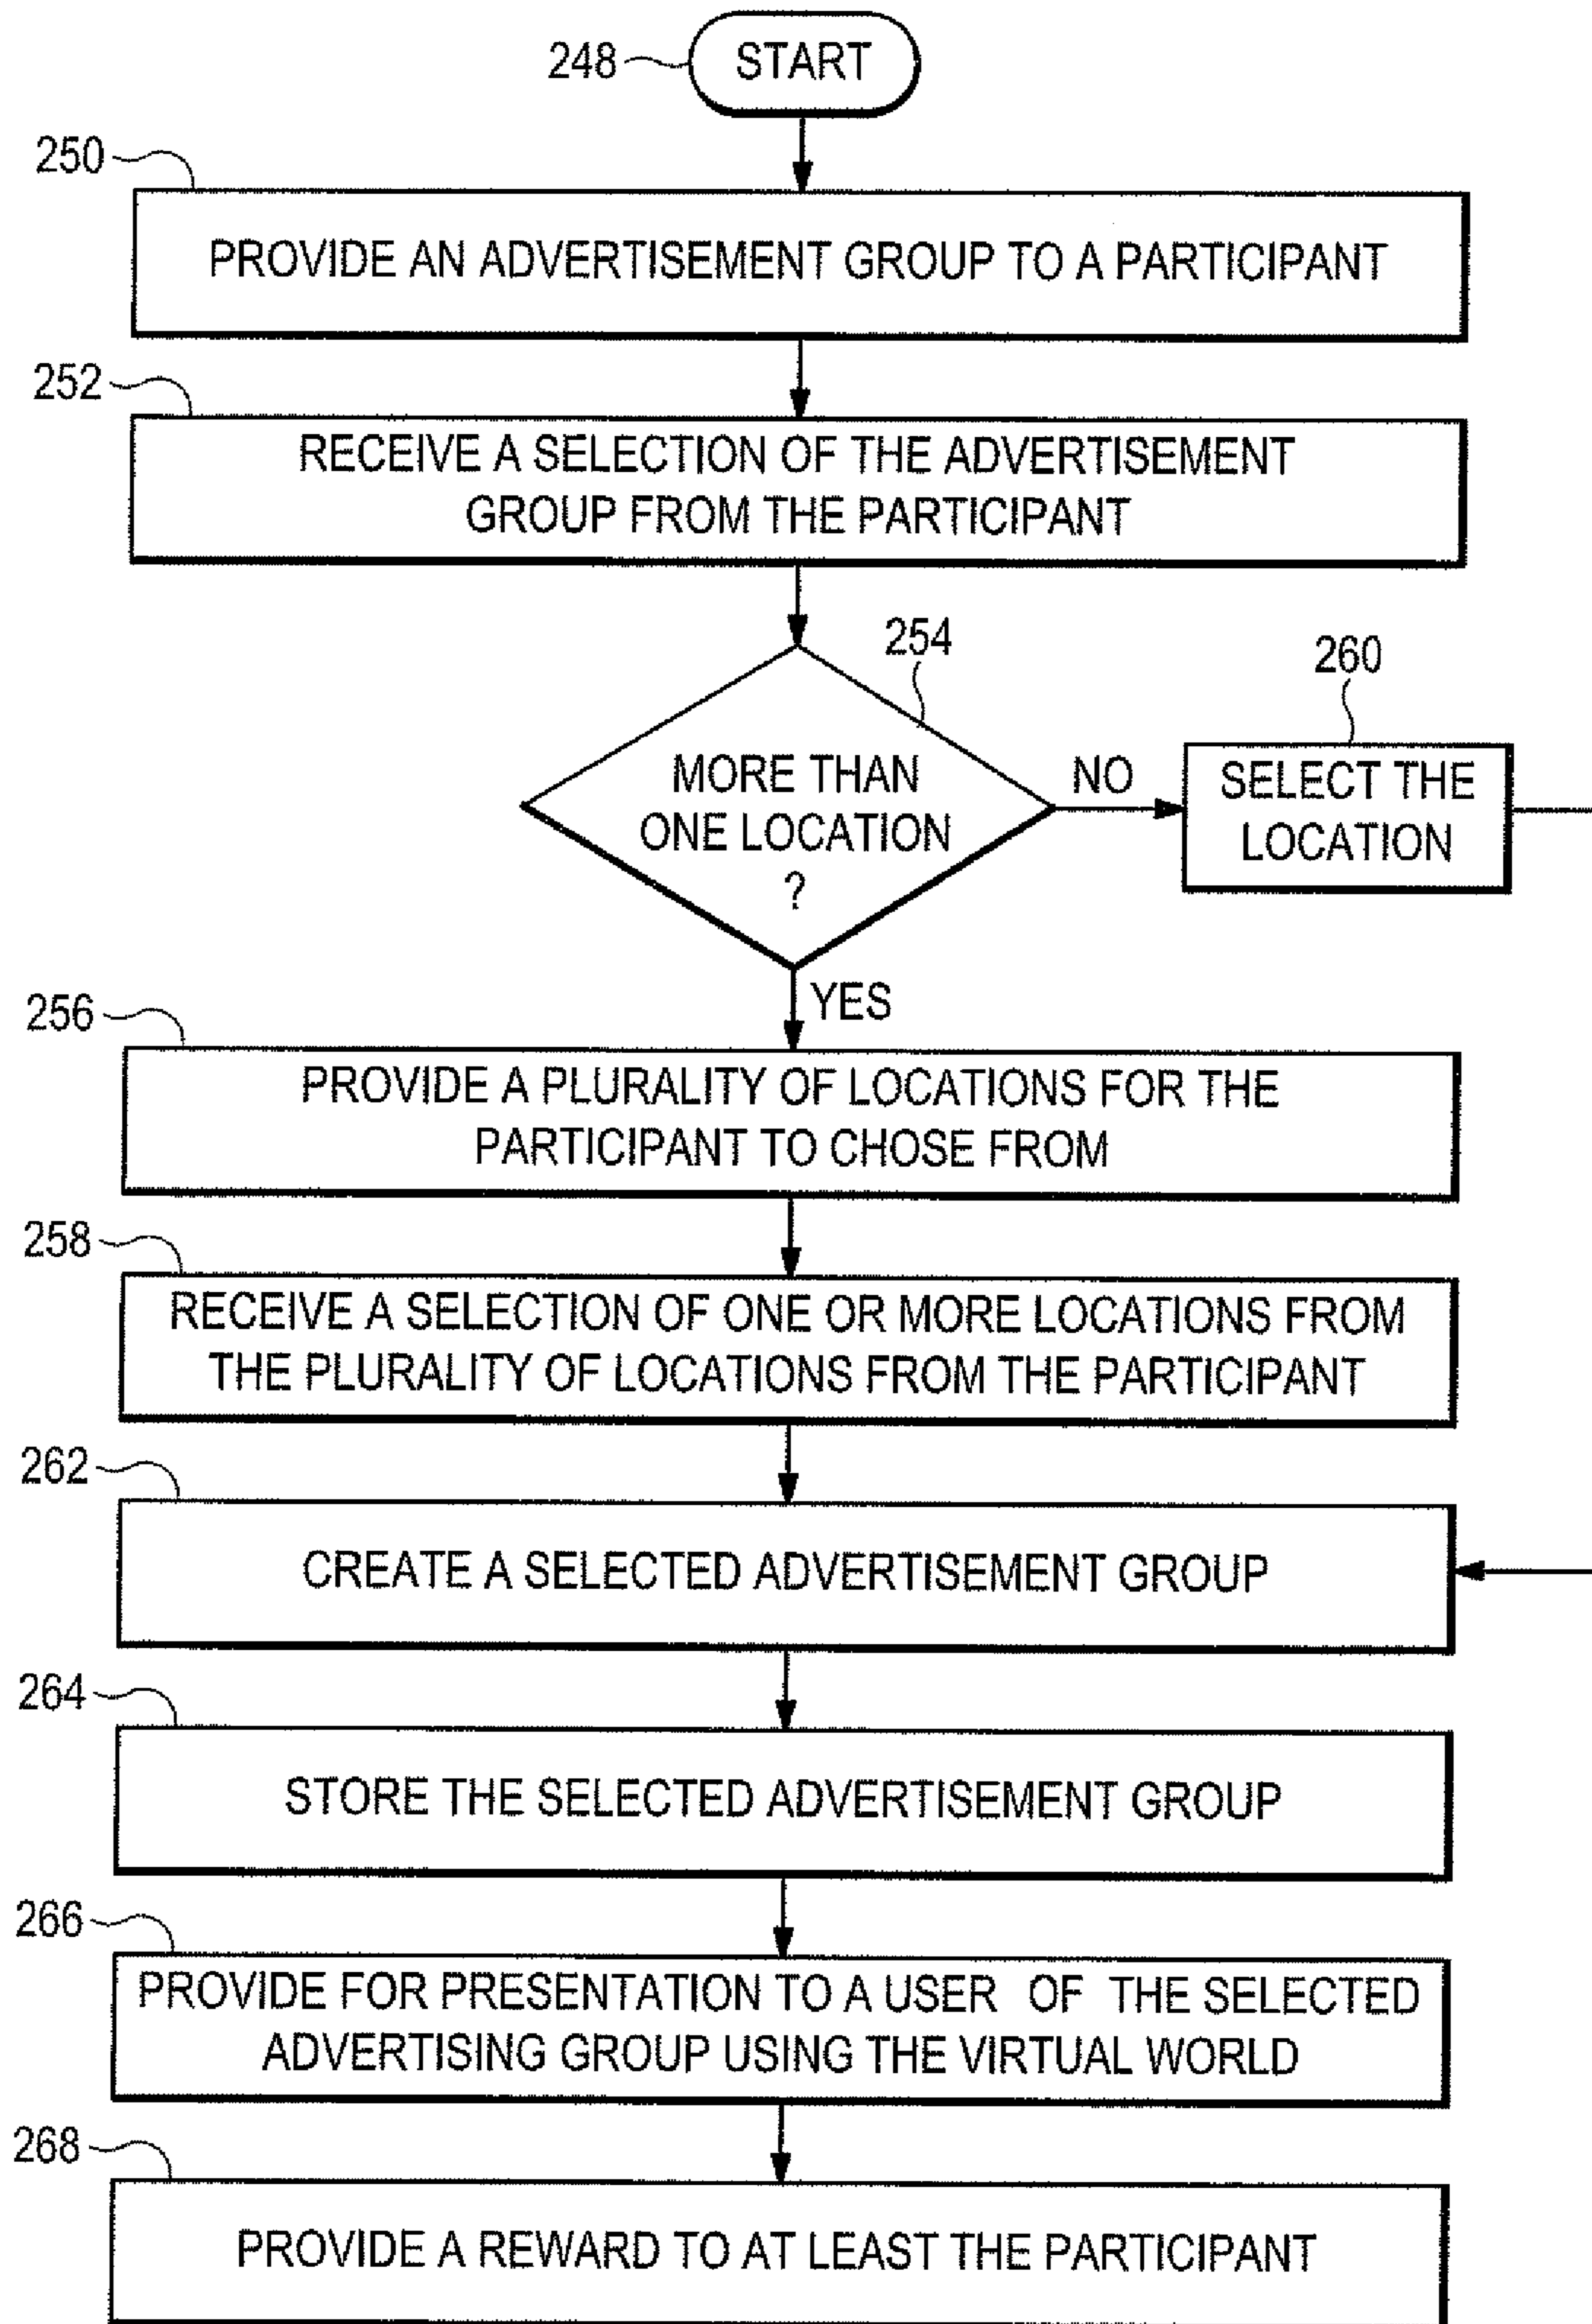 248
START
250
PROVIDE AN ADVERTISEMENT GROUP TO A PARTICIPANT
252
RECEIVE A SELECTION OF THE ADVERTISEMENT
GROUP FROM THE PARTICIPANT
254
MORE THAN
ONE LOCATION
?
NO
260
SELECT THE
LOCATION
YES
256
PROVIDE A PLURALITY OF LOCATIONS FOR THE
PARTICIPANT TO CHOSE FROM
258
RECEIVE A SELECTION OF ONE OR MORE LOCATIONS FROM
THE PLURALITY OF LOCATIONS FROM THE PARTICIPANT
262
CREATE A SELECTED ADVERTISEMENT GROUP
264
STORE THE SELECTED ADVERTISEMENT GROUP
266
PROVIDE FOR PRESENTATION TO A USER OF THE SELECTED
ADVERTISING GROUP USING THE VIRTUAL WORLD
268
PROVIDE A REWARD TO AT LEAST THE PARTICIPANT